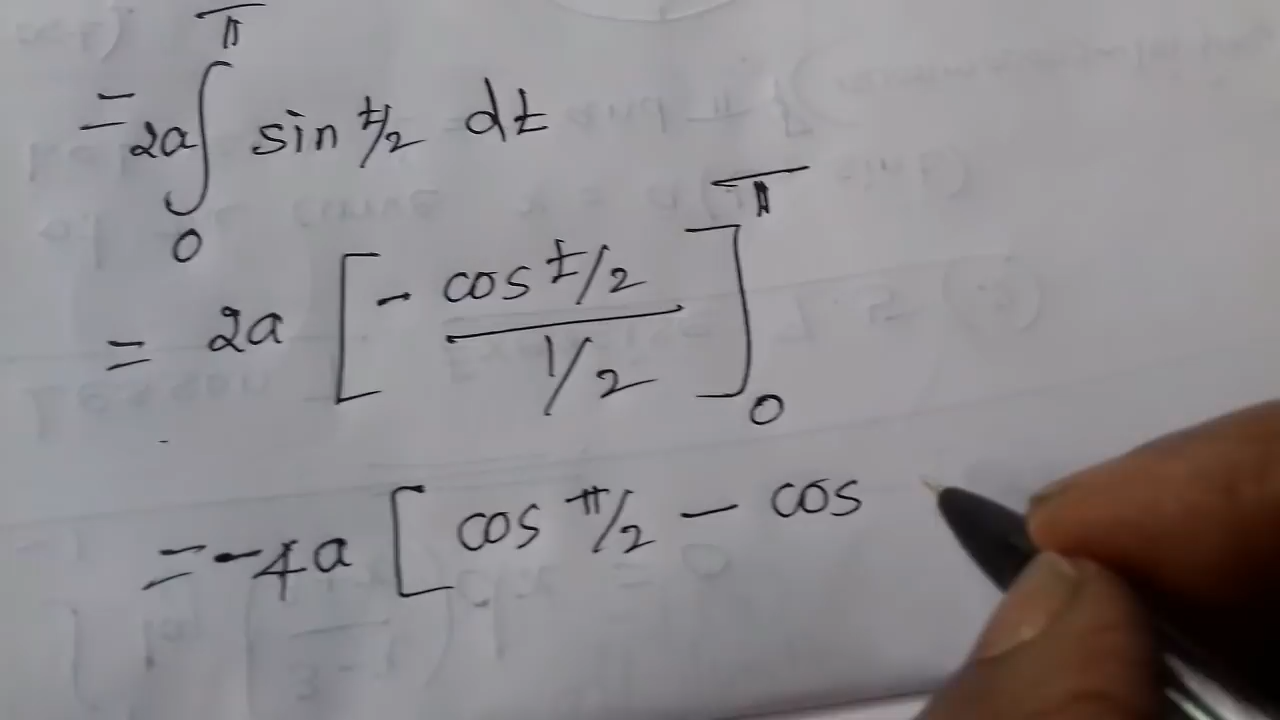 = 2a ∫₀^π sin t/2 dt
= 2a [ - cos t/2 / 1/2 ]₀^π
= -4a [ cos π/2 - cos